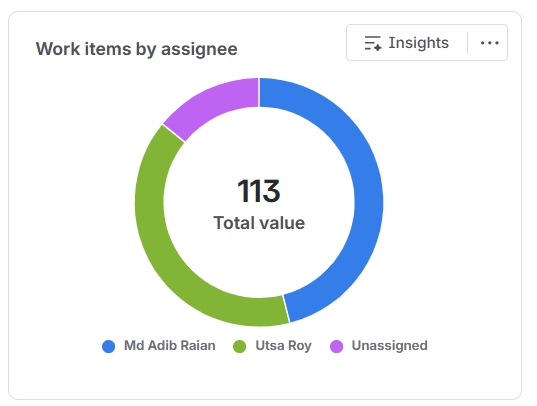 Work items by assignee
Insights
113
Total value
Md Adib Raian
Utsa Roy
Unassigned